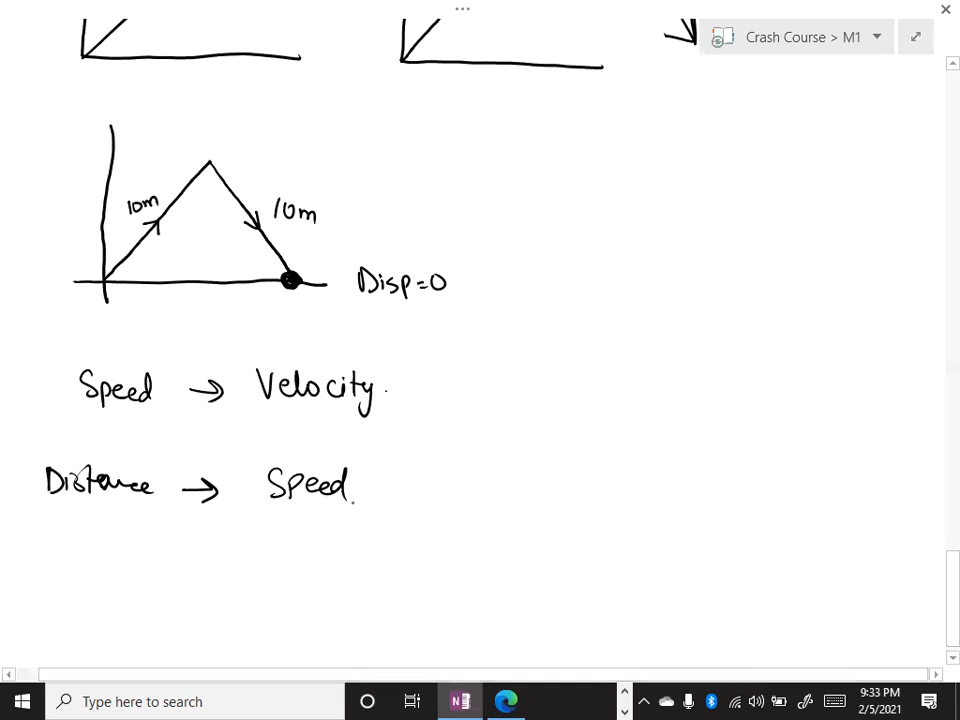 Crash Course > M1
10m
10m
Disp=0
Speed → Velocity.
Distance → Speed.
Type here to search
9:33 PM
2/5/2021